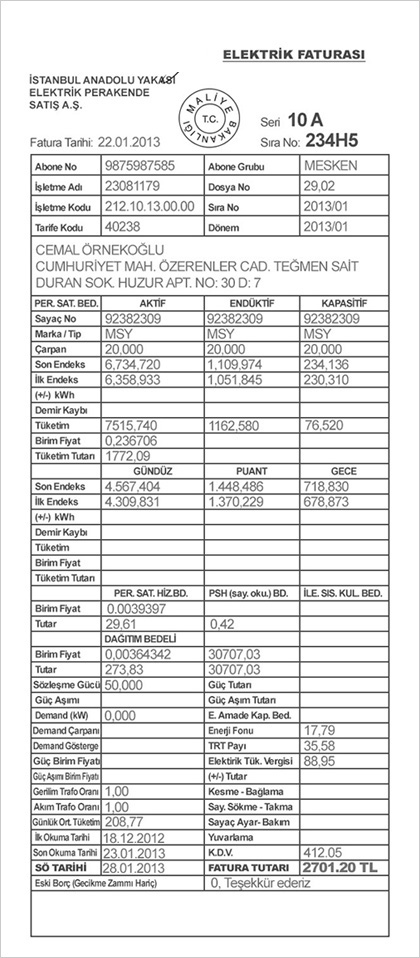 ELEKTRİK FATURASI
İSTANBUL ANADOLU YAKASI
ELEKTRİK PERAKENDE
SATIŞ A.Ş.
MALİYE BAKANLIĞI
T.C.
Seri 10 A
Fatura Tarihi: 22.01.2013 Sıra No: 234H5
Abone No 9875987585 Abone Grubu MESKEN
İşletme Adı 23081179 Dosya No 29,02
İşletme Kodu 212.10.13.00.00 Sıra No 2013/01
Tarife Kodu 40238 Dönem 2013/01
CEMAL ÖRNEKOĞLU
CUMHURİYET MAH. ÖZERENLER CAD. TEĞMEN SAİT
DURAN SOK. HUZUR APT. NO: 30 D: 7
PER. SAT. BED. AKTİF ENDÜKTİF KAPASİTİF
Sayaç No 92382309 92382309 92382309
Marka / Tip MSY MSY MSY
Çarpan 20,000 20,000 20,000
Son Endeks 6,734,720 1,109,974 234,136
İlk Endeks 6,358,933 1,051,845 230,310
(+/-) kWh
Demir Kaybı
Tüketim 7515,740 1162,580 76,520
Birim Fiyat 0,236706
Tüketim Tutarı 1772,09
GÜNDÜZ PUANT GECE
Son Endeks 4.567,404 1,448,486 718,830
İlk Endeks 4.309,831 1.370,229 678,873
(+/-) kWh
Demir Kaybı
Tüketim
Birim Fiyat
Tüketim Tutarı
PER. SAT. HİZ.BD. PSH (say. oku.) BD. İLE. SIS. KUL. BED.
Birim Fiyat 0.0039397
Tutar 29,61 0,42
DAĞITIM BEDELİ
Birim Fiyat 0,00364342 30707,03
Tutar 273,83 30707,03
Sözleşme Gücü 50,000 Güç Tutarı
Güç Aşımı Güç Aşım Tutarı
Demand (kW) 0,000 E. Amade Kap. Bed.
Demand Çarpanı Enerji Fonu 17,79
Demand Gösterge TRT Payı 35,58
Güç Birim Fiyatı Elektirik Tük. Vergisi 88,95
Güç Aşımı Birim Fiyatı (+/-) Tutar
Gerilim Trafo Oranı 1,00 Kesme - Bağlama
Akım Trafo Oranı 1,00 Say. Sökme - Takma
Günlük Ort. Tüketim 208,77 Sayaç Ayar- Bakım
İlk Okuma Tarihi 18.12.2012 Yuvarlama
Son Okuma Tarihi 23.01.2013 K.D.V. 412.05
SÖ TARİHİ 28.01.2013 FATURA TUTARI 2701.20 TL
Eski Borç (Gecikme Zammı Hariç) 0, Teşekkür ederiz